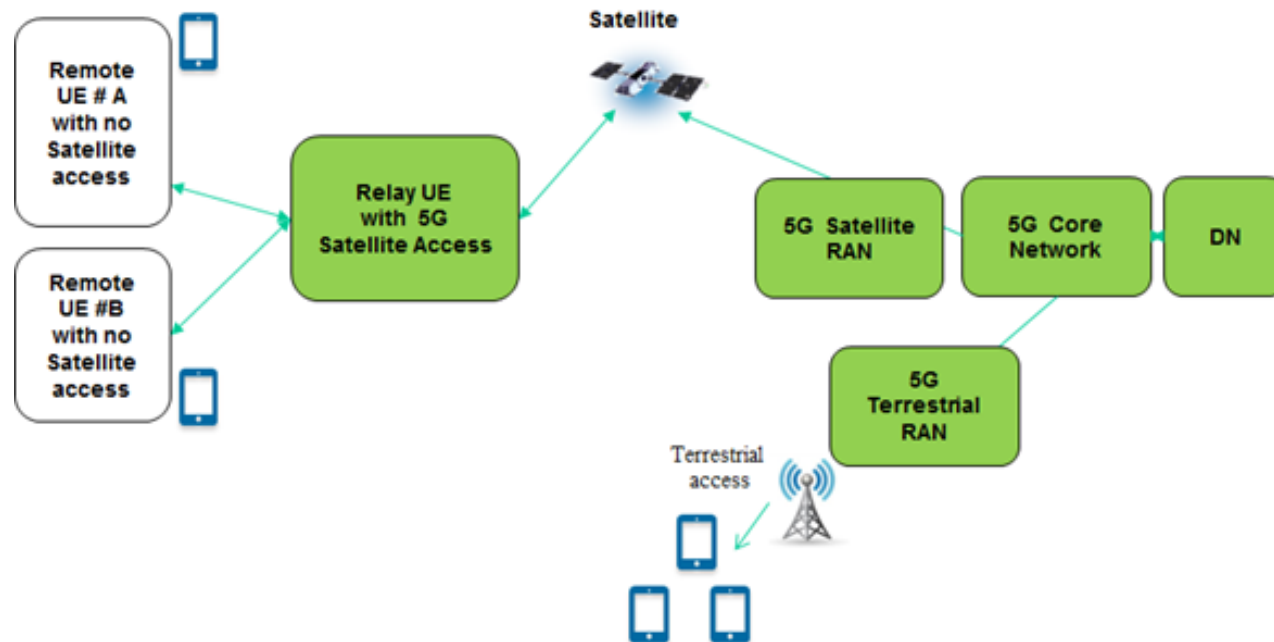 Satellite
Remote
UE # A
with no
Satellite
access
Relay UE
with 5G
Satellite Access
5G Satellite
RAN
5G Core
Network
DN
Remote
UE #B
with no
Satellite
access
5G
Terrestrial
RAN
Terrestrial
access